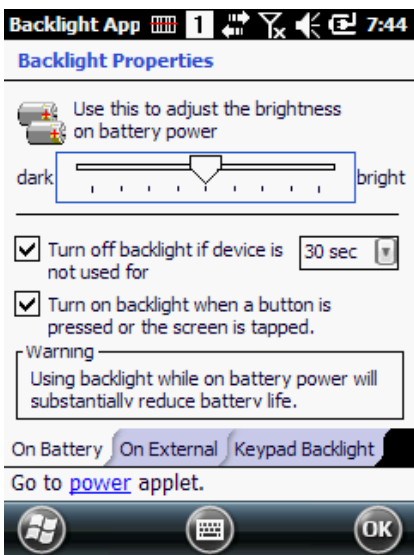 Backlight App 1 7:44
Backlight Properties
Use this to adjust the brightness
on battery power
dark bright
Turn off backlight if device is 30 sec
not used for
Turn on backlight when a button is
pressed or the screen is tapped.
Warning
Using backlight while on battery power will
substantially reduce battery life.
On Battery On External Keypad Backlight
Go to power applet.
OK